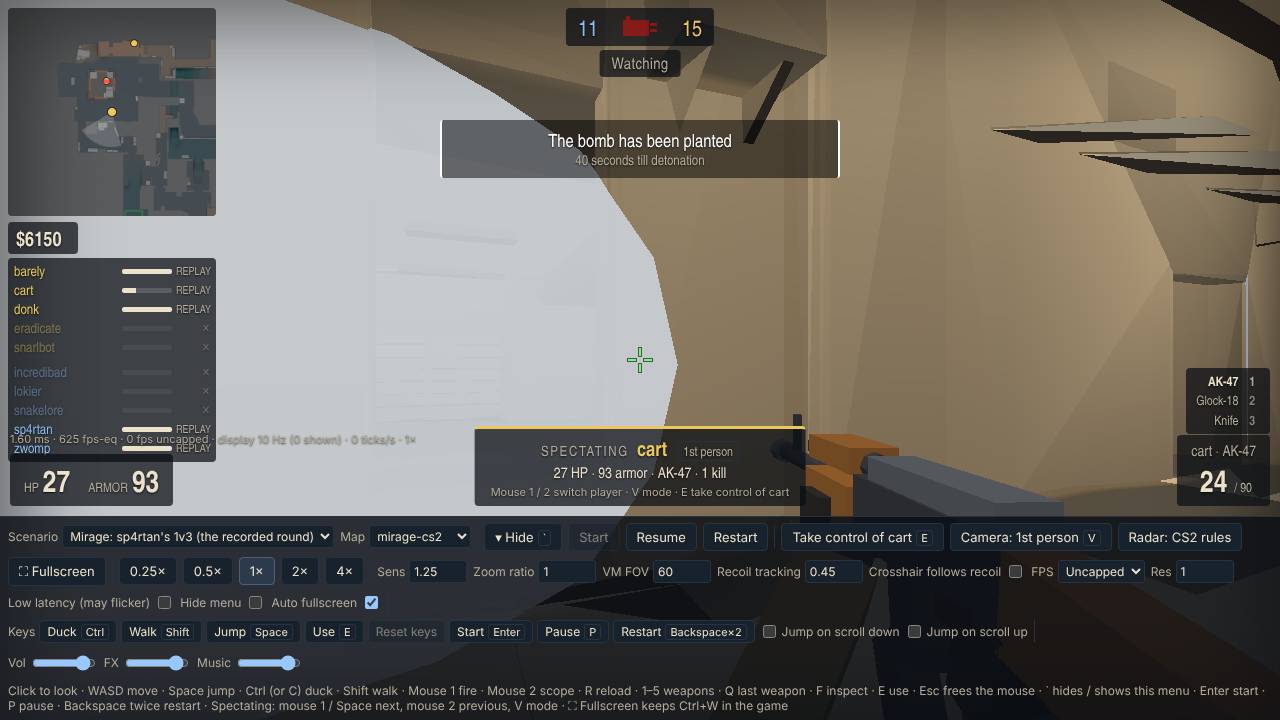 11 15
Watching
The bomb has been planted
40 seconds till detonation
$6150
barely REPLAY
cart REPLAY
donk REPLAY
eradicate ×
snarlbot ×
incredibad ×
lokier ×
snakelore ×
sp4rtan REPLAY
1.60 ms · 625 fps-eq · 0 fps uncapped · display 10 Hz (0 shown) · 0 ticks/s · 1×
zwomp REPLAY
HP 27 ARMOR 93
SPECTATING cart 1st person
27 HP · 93 armor · AK-47 · 1 kill
Mouse 1 / 2 switch player · V mode · E take control of cart
AK-47 1
Glock-18 2
Knife 3
cart · AK-47
24 / 90
Scenario Mirage: sp4rtan's 1v3 (the recorded round) Map mirage-cs2 ▾ Hide ` Start Resume Restart Take control of cart E Camera: 1st person V Radar: CS2 rules
⛶ Fullscreen 0.25× 0.5× 1× 2× 4× Sens 1.25 Zoom ratio 1 VM FOV 60 Recoil tracking 0.45 Crosshair follows recoil FPS Uncapped Res 1
Low latency (may flicker) Hide menu Auto fullscreen
Keys Duck Ctrl Walk Shift Jump Space Use E Reset keys Start Enter Pause P Restart Backspace×2 Jump on scroll down Jump on scroll up
Vol FX Music
Click to look · WASD move · Space jump · Ctrl (or C) duck · Shift walk · Mouse 1 fire · Mouse 2 scope · R reload · 1–5 weapons · Q last weapon · F inspect · E use · Esc frees the mouse · ` hides / shows this menu · Enter start ·
P pause · Backspace twice restart · Spectating: mouse 1 / Space next, mouse 2 previous, V mode · ⛶ Fullscreen keeps Ctrl+W in the game